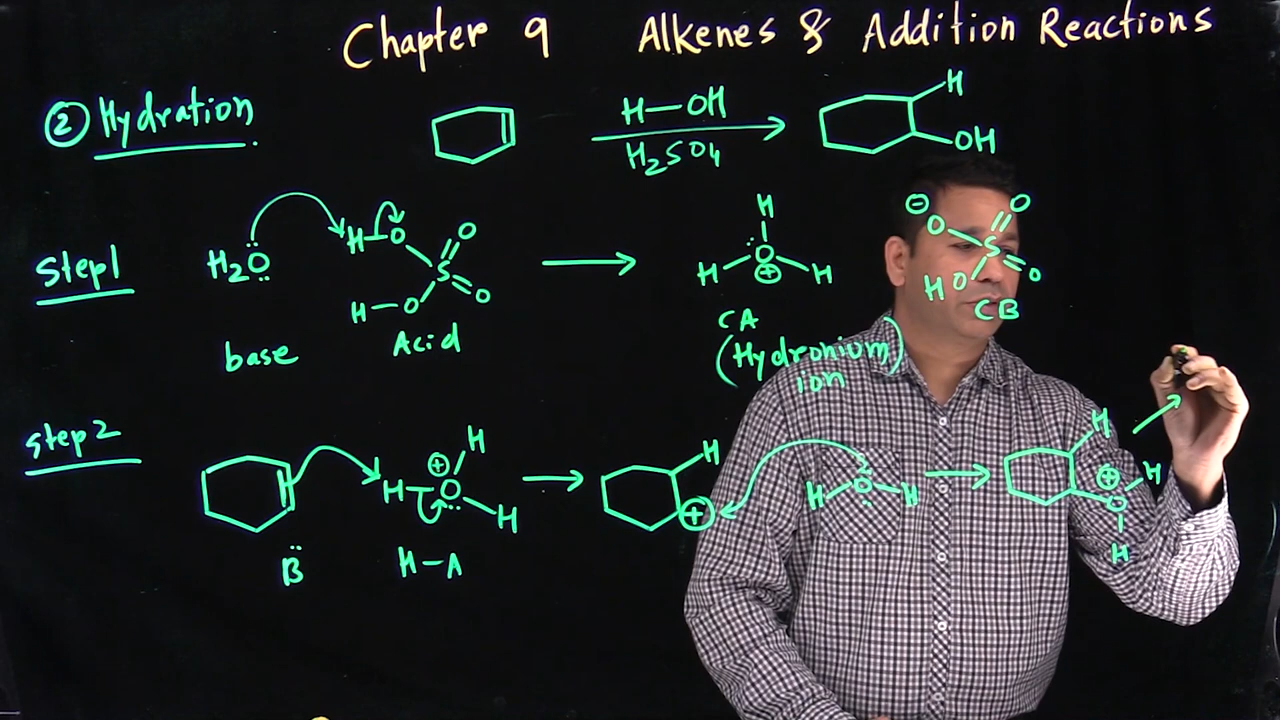 Chapter 9 Alkenes & Addition Reactions
② Hydration.
H—OH
H₂SO₄
H
OH
Step1
H₂O
H—O
S
O
O
H—O
base
Acid
H
H
O
⊕
H
CA
(Hydronium)
ion
⊖
O
O
S
O
HO
CB
step2
B
H
⊕
H—O
H
H—A
H
⊕
H
O
H
H
⊕
O
H
H